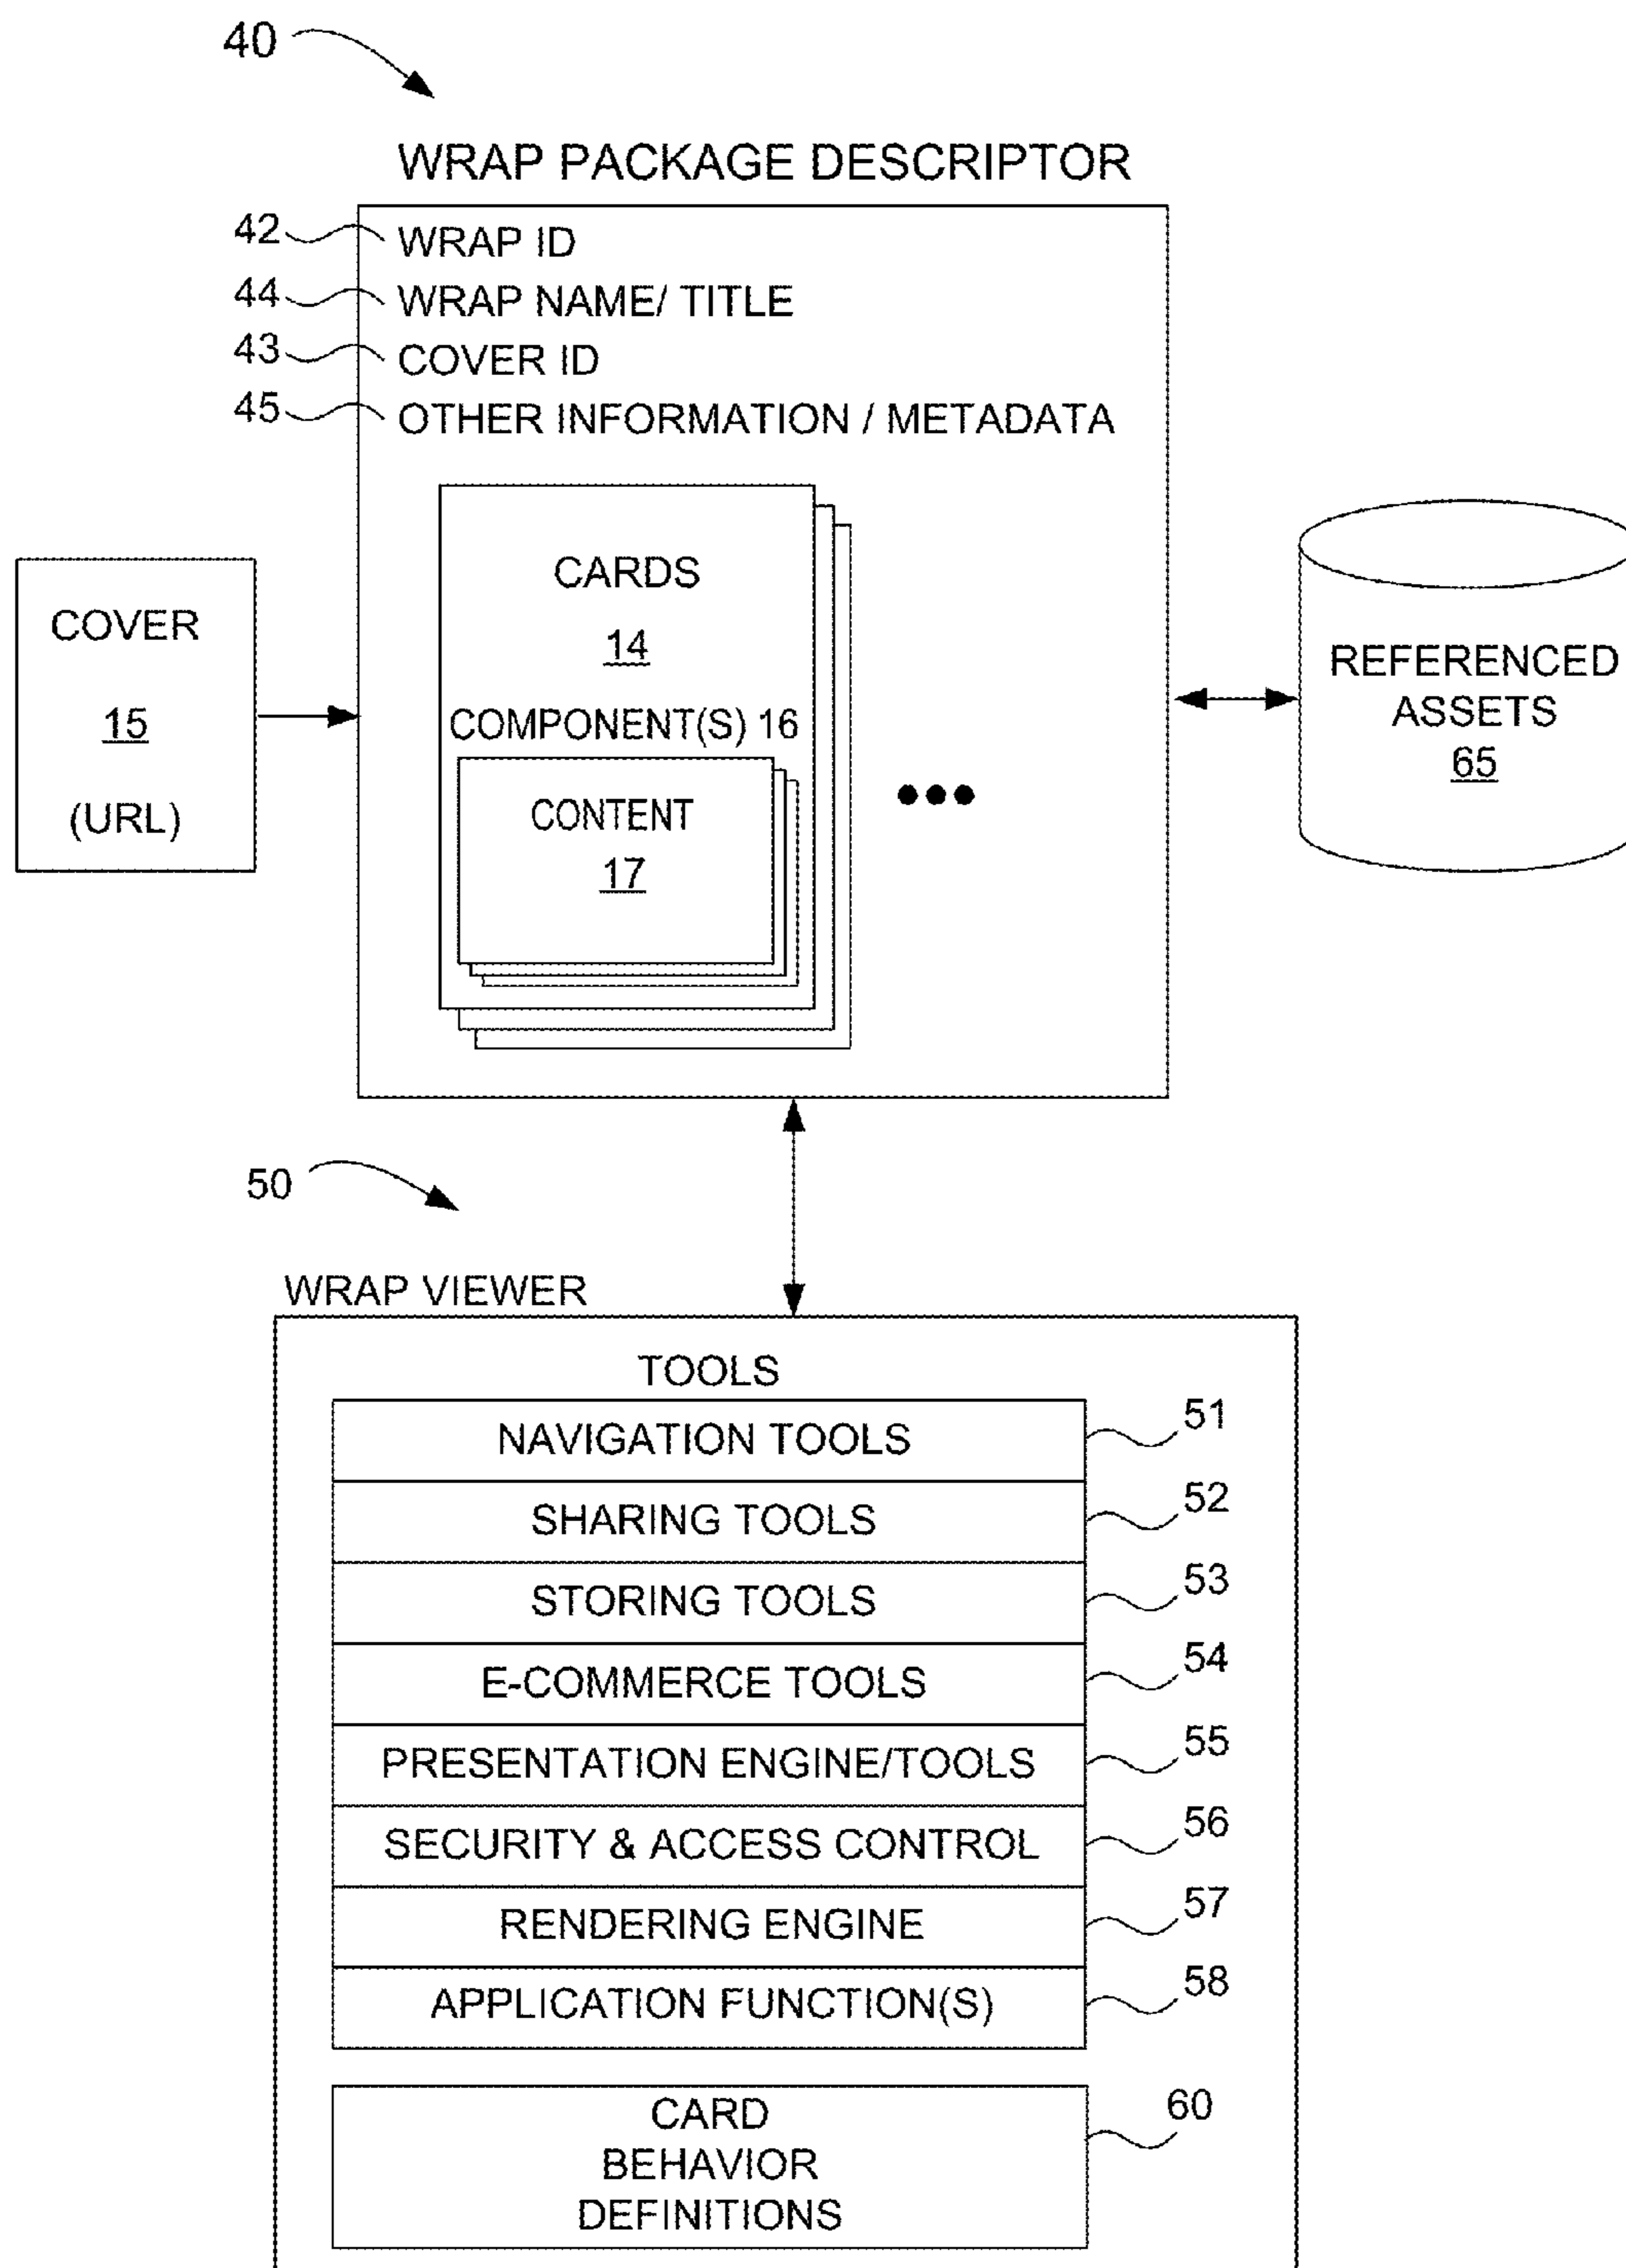 40
WRAP PACKAGE DESCRIPTOR
42 WRAP ID
44 WRAP NAME/ TITLE
43 COVER ID
45 OTHER INFORMATION / METADATA
COVER
15
(URL)
CARDS
14
COMPONENT(S) 16
CONTENT
17
REFERENCED
ASSETS
65
50
WRAP VIEWER
TOOLS
NAVIGATION TOOLS 51
SHARING TOOLS 52
STORING TOOLS 53
E-COMMERCE TOOLS 54
PRESENTATION ENGINE/TOOLS 55
SECURITY & ACCESS CONTROL 56
RENDERING ENGINE 57
APPLICATION FUNCTION(S) 58
CARD 60
BEHAVIOR
DEFINITIONS